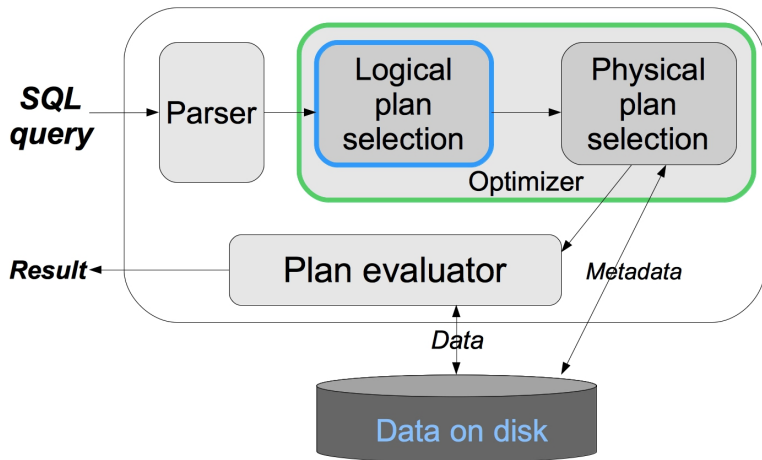 SQL
query
Parser
Logical
plan
selection
Physical
plan
selection
Optimizer
Result
Plan evaluator
Metadata
Data
Data on disk